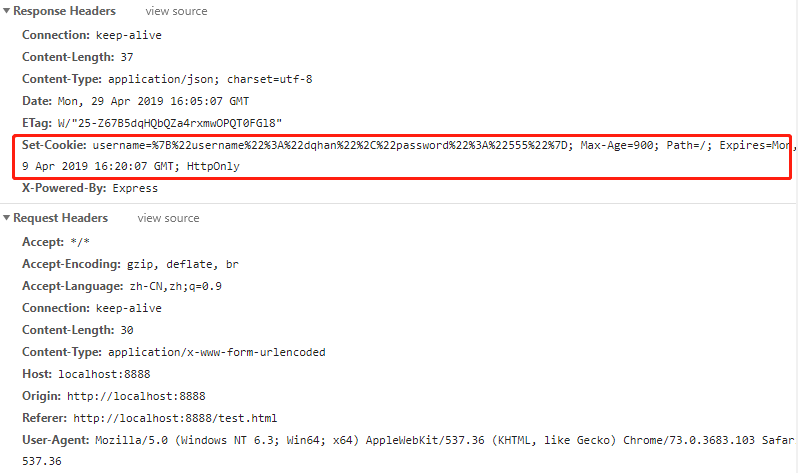 Response Headers view source
Connection: keep-alive
Content-Length: 37
Content-Type: application/json; charset=utf-8
Date: Mon, 29 Apr 2019 16:05:07 GMT
ETag: W/"25-Z67B5dqHQbQZa4rxmwOPQT0FGl8"
Set-Cookie: username=%7B%22username%22%3A%22dqhan%22%2C%22password%22%3A%22555%22%7D; Max-Age=900; Path=/; Expires=Mon,
9 Apr 2019 16:20:07 GMT; HttpOnly
X-Powered-By: Express
Request Headers view source
Accept: */*
Accept-Encoding: gzip, deflate, br
Accept-Language: zh-CN,zh;q=0.9
Connection: keep-alive
Content-Length: 30
Content-Type: application/x-www-form-urlencoded
Host: localhost:8888
Origin: http://localhost:8888
Referer: http://localhost:8888/test.html
User-Agent: Mozilla/5.0 (Windows NT 6.3; Win64; x64) AppleWebKit/537.36 (KHTML, like Gecko) Chrome/73.0.3683.103 Safar
537.36